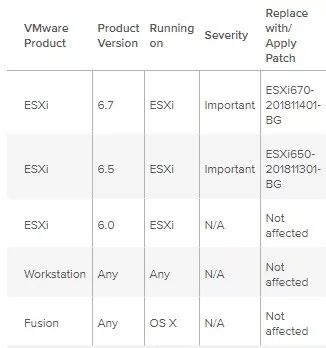 VMware Product | Product Version | Running on | Severity | Replace with/ Apply Patch
ESXi | 6.7 | ESXi | Important | ESXi670-201811401-BG
ESXi | 6.5 | ESXi | Important | ESXi650-201811301-BG
ESXi | 6.0 | ESXi | N/A | Not affected
Workstation | Any | Any | N/A | Not affected
Fusion | Any | OS X | N/A | Not affected